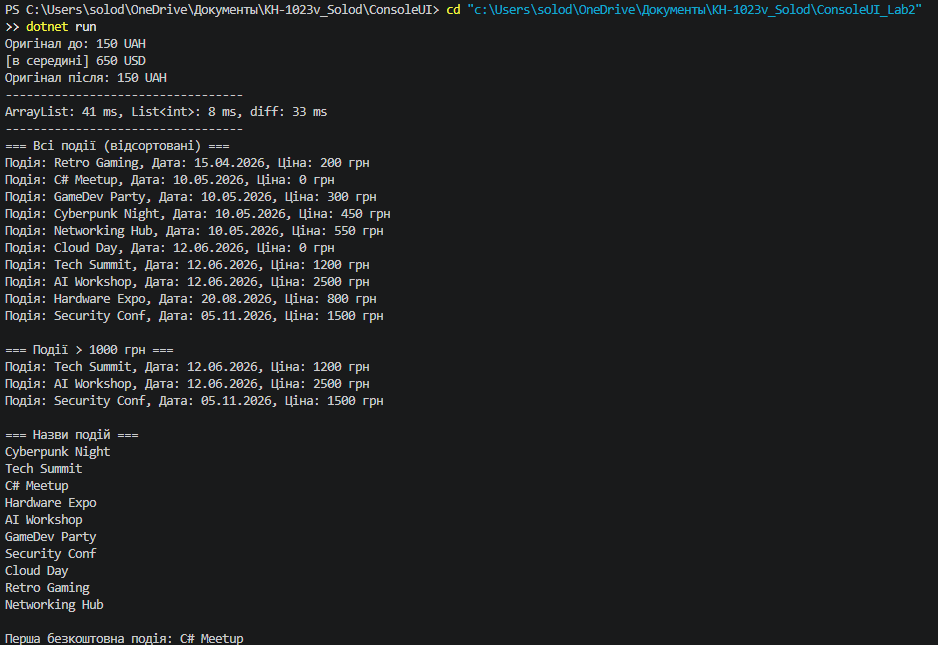 PS C:\Users\solod\OneDrive\Документы\КН-1023v_Solod\ConsoleUI> cd "c:\Users\solod\OneDrive\Документы\КН-1023v_Solod\ConsoleUI_Lab2"
>> dotnet run
Оригінал до: 150 UAH
[в середині] 650 USD
Оригінал після: 150 UAH
----------------------------------
ArrayList: 41 ms, List<int>: 8 ms, diff: 33 ms
----------------------------------
=== Всі події (відсортовані) ===
Подія: Retro Gaming, Дата: 15.04.2026, Ціна: 200 грн
Подія: C# Meetup, Дата: 10.05.2026, Ціна: 0 грн
Подія: GameDev Party, Дата: 10.05.2026, Ціна: 300 грн
Подія: Cyberpunk Night, Дата: 10.05.2026, Ціна: 450 грн
Подія: Networking Hub, Дата: 10.05.2026, Ціна: 550 грн
Подія: Cloud Day, Дата: 12.06.2026, Ціна: 0 грн
Подія: Tech Summit, Дата: 12.06.2026, Ціна: 1200 грн
Подія: AI Workshop, Дата: 12.06.2026, Ціна: 2500 грн
Подія: Hardware Expo, Дата: 20.08.2026, Ціна: 800 грн
Подія: Security Conf, Дата: 05.11.2026, Ціна: 1500 грн

=== Події > 1000 грн ===
Подія: Tech Summit, Дата: 12.06.2026, Ціна: 1200 грн
Подія: AI Workshop, Дата: 12.06.2026, Ціна: 2500 грн
Подія: Security Conf, Дата: 05.11.2026, Ціна: 1500 грн

=== Назви подій ===
Cyberpunk Night
Tech Summit
C# Meetup
Hardware Expo
AI Workshop
GameDev Party
Security Conf
Cloud Day
Retro Gaming
Networking Hub

Перша безкоштовна подія: C# Meetup